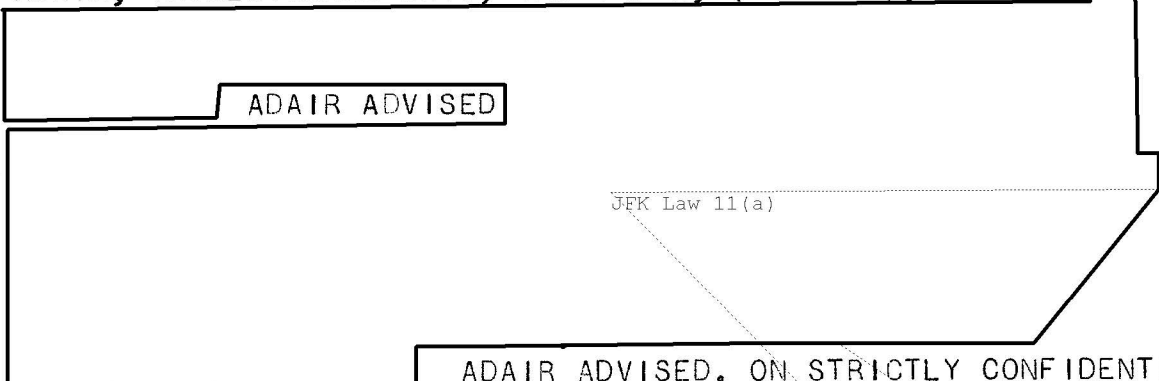 ADAIR ADVISED
JFK Law 11(a)
ADAIR ADVISED. ON STRICTLY CONFIDENT